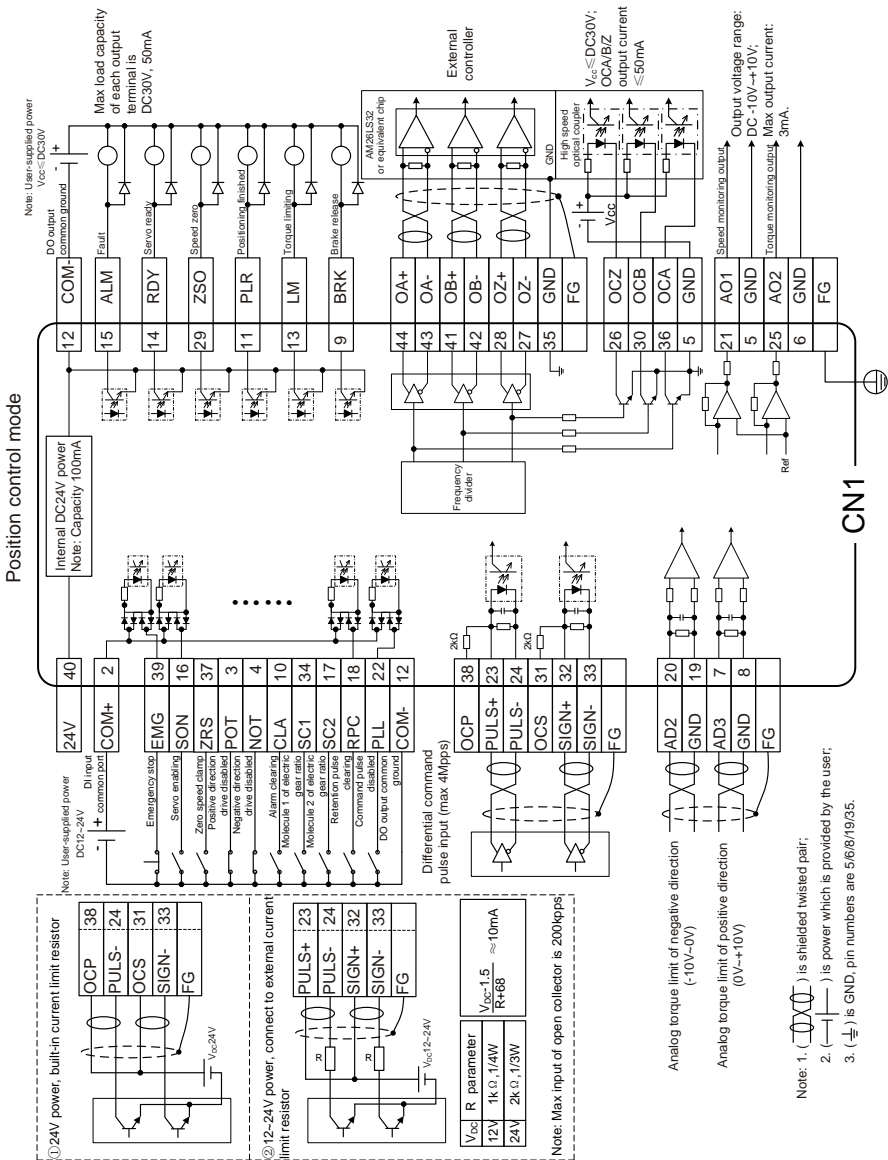 Position control mode
Note: User-supplied power
DC12~24V
DI input
common port
24V 40
COM+ 2
Internal DC24V power
Note: Capacity 100mA
Emergency stop
EMG 39
Servo enabling
SON 16
Zero speed clamp
ZRS 37
Positive direction
drive disabled
POT 3
Negative direction
drive disabled
NOT 4
Alarm clearing
CLA 10
Molecule 1 of electric
gear ratio
SC1 34
Molecule 2 of electric
gear ratio
SC2 17
Retention pulse
clearing
RPC 18
Command pulse
disabled
PLL 22
DO output common
ground
COM- 12
Differential command
pulse input (max 4Mpps)
OCP 38
2kΩ
PULS+ 23
PULS- 24
OCS 31
2kΩ
SIGN+ 32
SIGN- 33
FG
Analog torque limit of negative direction
(-10V~0V)
AD2 20
GND 19
Analog torque limit of positive direction
(0V~+10V)
AD3 7
GND 8
FG
Note: User-supplied power
Vcc≤DC30V
DO output
common ground
12 COM-
Fault
15 ALM
Servo ready
14 RDY
Speed zero
29 ZSO
Positioning finished
11 PLR
Torque limiting
13 LM
Brake release
9 BRK
Max load capacity
of each output
terminal is
DC30V, 50mA
Frequency
divider
44 OA+
43 OA-
41 OB+
42 OB-
28 OZ+
27 OZ-
35 GND
FG
AM26LS32
or equivalent chip
External
controller
GND
High speed
optical coupler
Vcc
26 OCZ
30 OCB
36 OCA
5 GND
Vcc≤DC30V;
OCA/B/Z
output current
≤50mA
Ref
21 AO1
5 GND
25 AO2
6 GND
FG
Speed monitoring output
Torque monitoring output
Output voltage range:
DC -10V~+10V;
Max output current:
3mA.
CN1
①24V power, built-in current limit resistor
OCP 38
PULS- 24
OCS 31
SIGN- 33
FG
VDC24V
②12~24V power, connect to external current
limit resistor
PULS+ 23
PULS- 24
SIGN+ 32
SIGN- 33
FG
R
R
VDC12~24V
VDC R parameter
12V 1kΩ,1/4W
24V 2kΩ,1/3W
VDC-1.5
R+68
≈10mA
Note: Max input of open collector is 200kpps
Note: 1. ( ) is shielded twisted pair;
2. ( ) is power which is provided by the user;
3. ( ) is GND, pin numbers are 5/6/8/19/35.